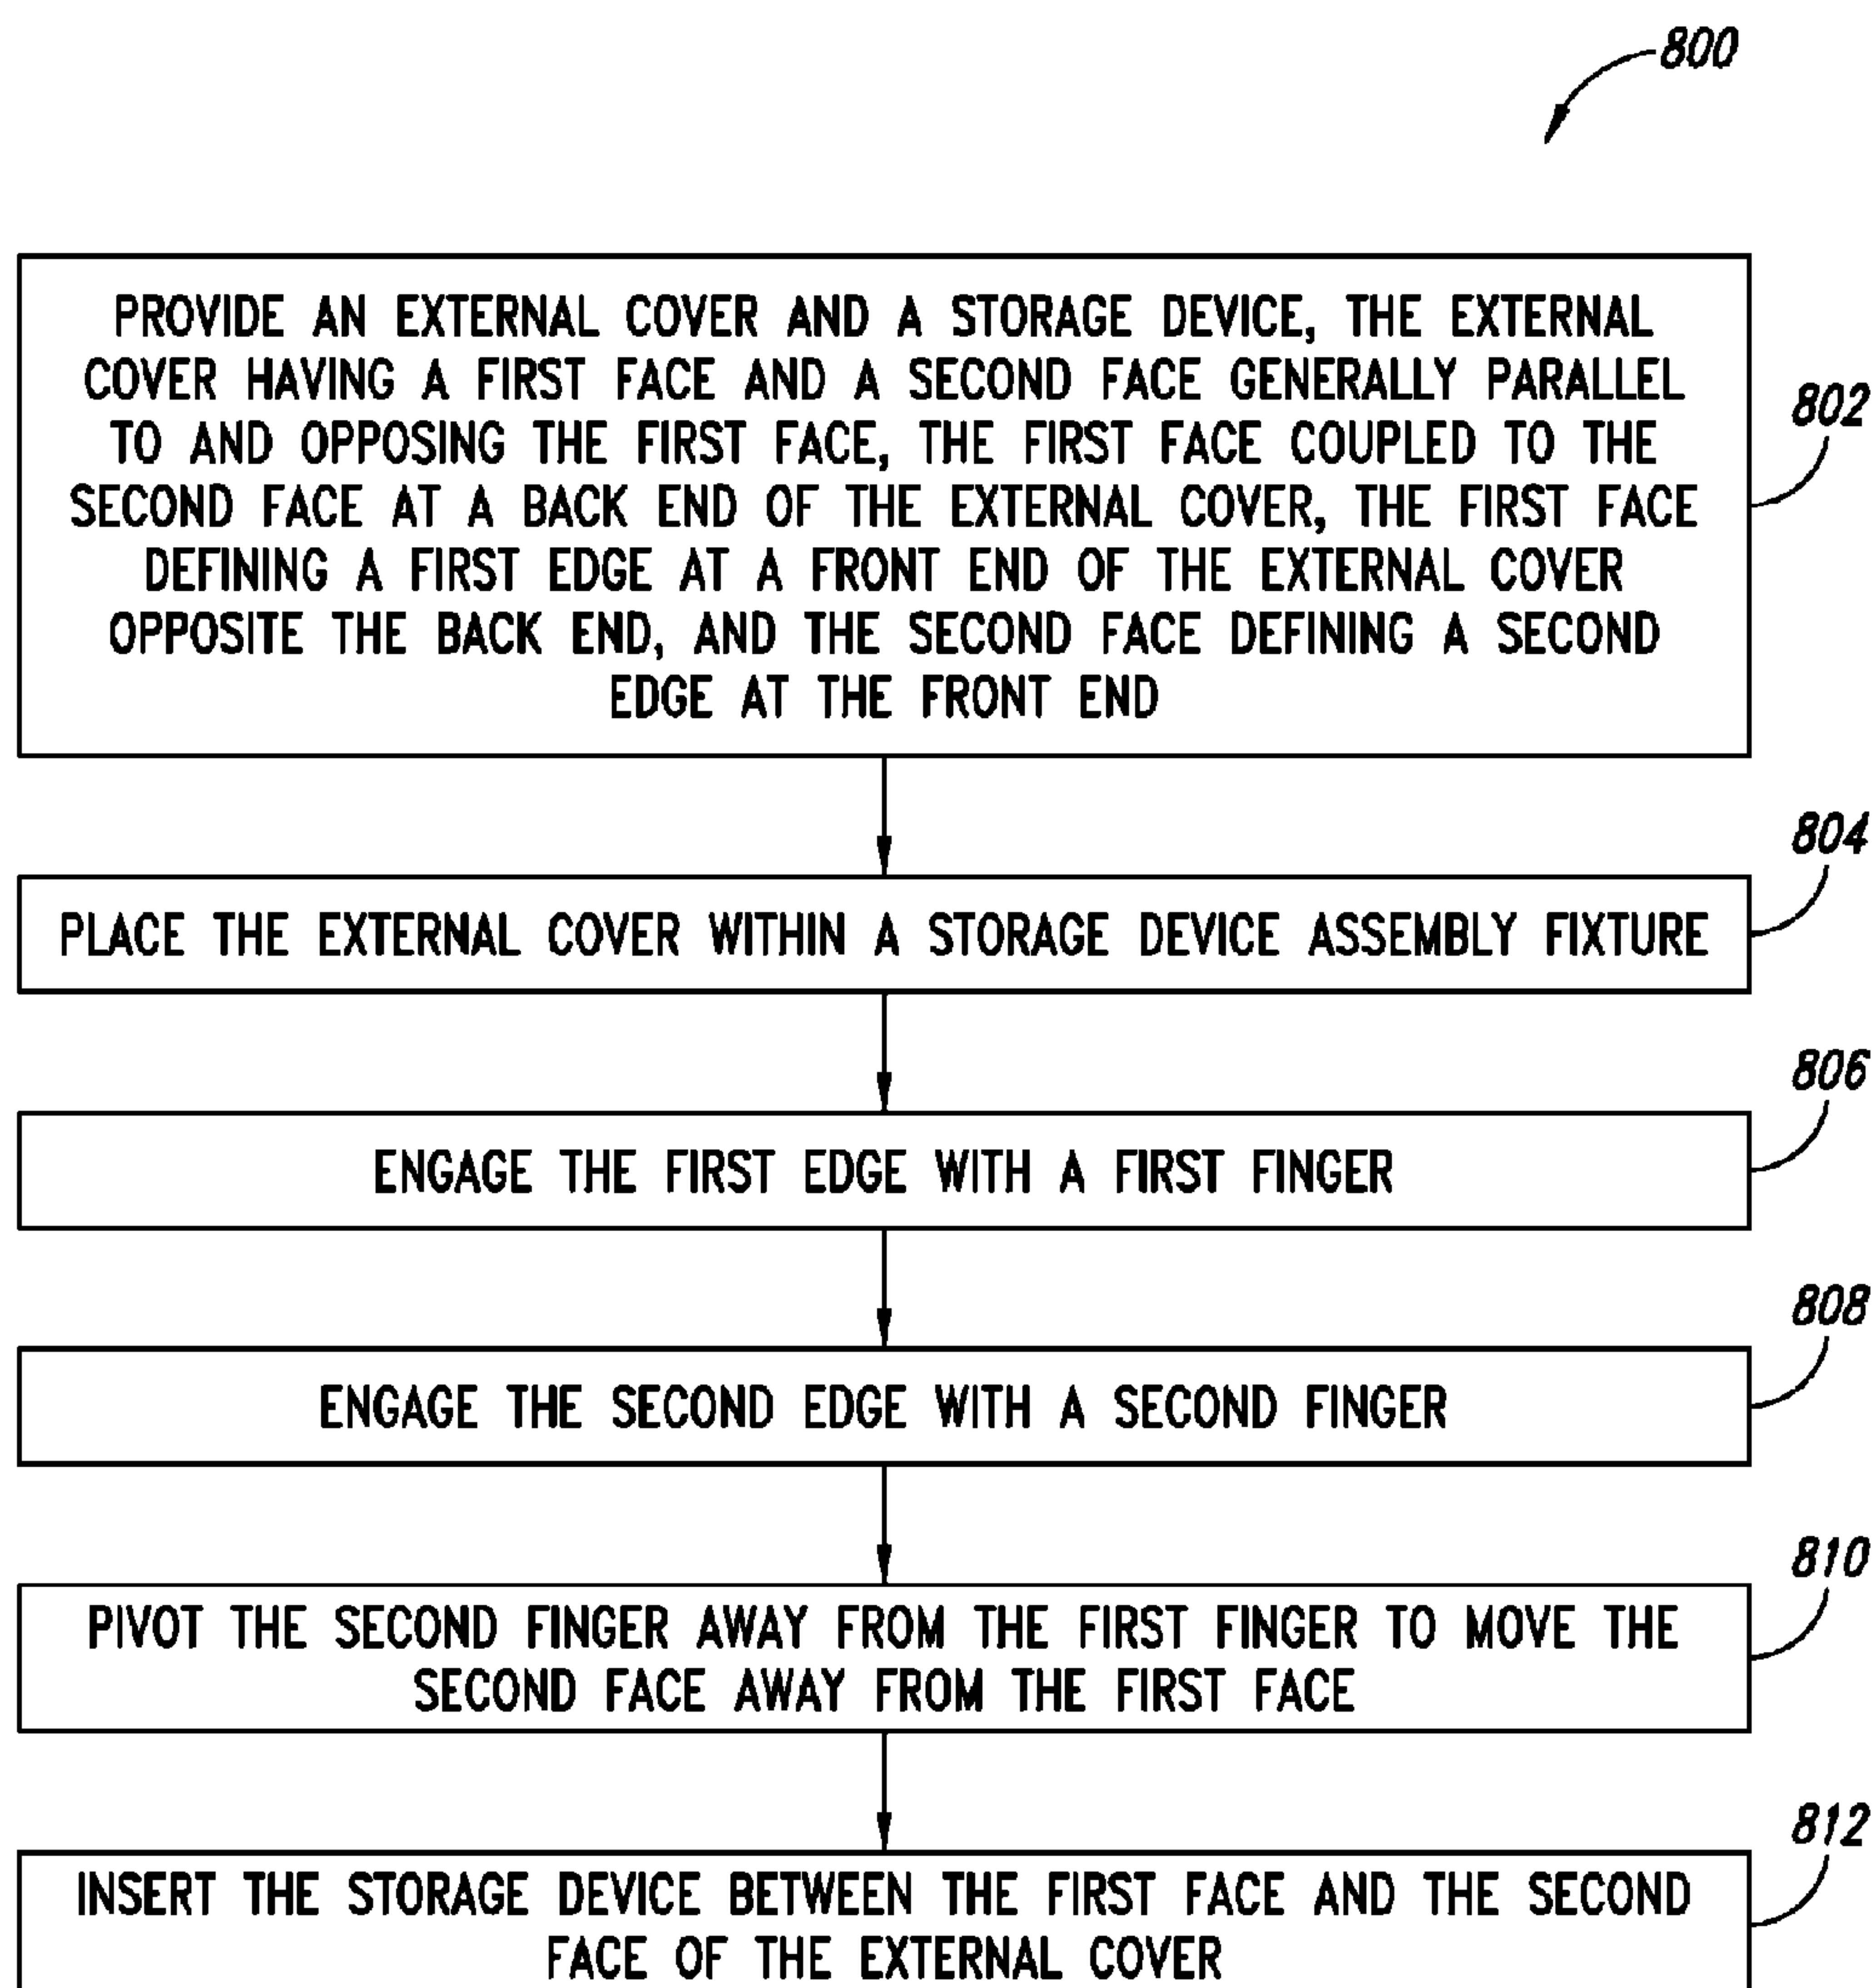 800
PROVIDE AN EXTERNAL COVER AND A STORAGE DEVICE, THE EXTERNAL
COVER HAVING A FIRST FACE AND A SECOND FACE GENERALLY PARALLEL
TO AND OPPOSING THE FIRST FACE, THE FIRST FACE COUPLED TO THE
SECOND FACE AT A BACK END OF THE EXTERNAL COVER, THE FIRST FACE
DEFINING A FIRST EDGE AT A FRONT END OF THE EXTERNAL COVER
OPPOSITE THE BACK END, AND THE SECOND FACE DEFINING A SECOND
EDGE AT THE FRONT END
802
PLACE THE EXTERNAL COVER WITHIN A STORAGE DEVICE ASSEMBLY FIXTURE
804
ENGAGE THE FIRST EDGE WITH A FIRST FINGER
806
ENGAGE THE SECOND EDGE WITH A SECOND FINGER
808
PIVOT THE SECOND FINGER AWAY FROM THE FIRST FINGER TO MOVE THE
SECOND FACE AWAY FROM THE FIRST FACE
810
INSERT THE STORAGE DEVICE BETWEEN THE FIRST FACE AND THE SECOND
FACE OF THE EXTERNAL COVER
812